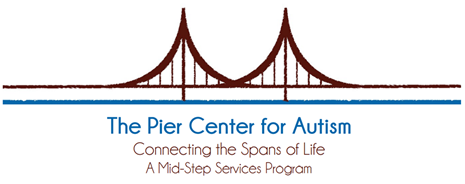 The Pier Center for Autism
Connecting the Spans of Life
A Mid-Step Services Program